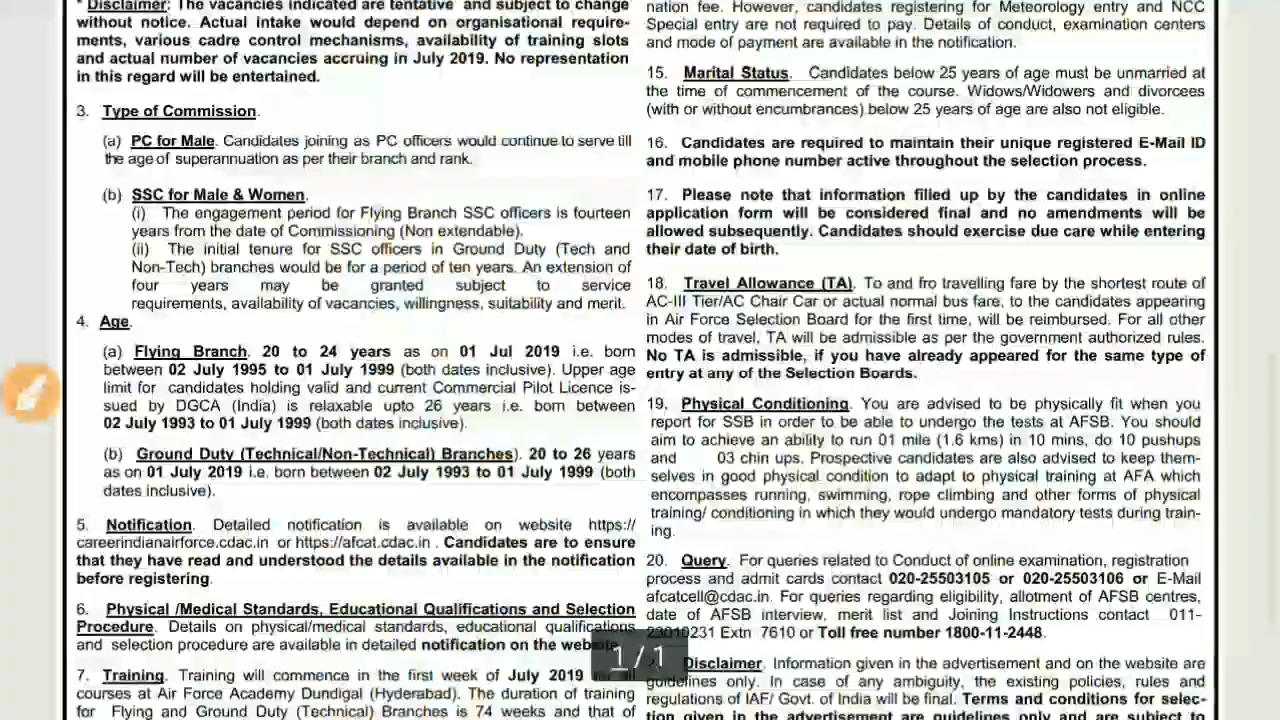 * Disclaimer: The vacancies indicated are tentative and subject to change
without notice. Actual intake would depend on organisational require-
ments, various cadre control mechanisms, availability of training slots
and actual number of vacancies accruing in July 2019. No representation
in this regard will be entertained.
3. Type of Commission.
(a) PC for Male. Candidates joining as PC officers would continue to serve till
the age of superannuation as per their branch and rank.
(b) SSC for Male & Women.
(i) The engagement period for Flying Branch SSC officers is fourteen
years from the date of Commissioning (Non extendable).
(ii) The initial tenure for SSC officers in Ground Duty (Tech and
Non-Tech) branches would be for a period of ten years. An extension of
four years may be granted subject to service
requirements, availability of vacancies, willingness, suitability and merit.
4. Age.
(a) Flying Branch. 20 to 24 years as on 01 Jul 2019 i.e. born
between 02 July 1995 to 01 July 1999 (both dates inclusive). Upper age
limit for candidates holding valid and current Commercial Pilot Licence is-
sued by DGCA (India) is relaxable upto 26 years i.e. born between
02 July 1993 to 01 July 1999 (both dates inclusive).
(b) Ground Duty (Technical/Non-Technical) Branches). 20 to 26 years
as on 01 July 2019 i.e. born between 02 July 1993 to 01 July 1999 (both
dates inclusive).
5. Notification. Detailed notification is available on website https://
careerindianairforce.cdac.in or https://afcat.cdac.in . Candidates are to ensure
that they have read and understood the details available in the notification
before registering.
6. Physical /Medical Standards, Educational Qualifications and Selection
Procedure. Details on physical/medical standards, educational qualifications
and selection procedure are available in detailed notification on the
7. Training. Training will commence in the first week of July 2019
courses at Air Force Academy Dundigal (Hyderabad). The duration of training
for Flying and Ground Duty (Technical) Branches is 74 weeks and that of
nation fee. However, candidates registering for Meteorology entry and NCC
Special entry are not required to pay. Details of conduct, examination centers
and mode of payment are available in the notification.
15. Marital Status. Candidates below 25 years of age must be unmarried at
the time of commencement of the course. Widows/Widowers and divorcees
(with or without encumbrances) below 25 years of age are also not eligible.
16. Candidates are required to maintain their unique registered E-Mail ID
and mobile phone number active throughout the selection process.
17. Please note that information filled up by the candidates in online
application form will be considered final and no amendments will be
allowed subsequently. Candidates should exercise due care while entering
their date of birth.
18. Travel Allowance (TA). To and fro travelling fare by the shortest route of
AC-III Tier/AC Chair Car or actual normal bus fare, to the candidates appearing
in Air Force Selection Board for the first time, will be reimbursed. For all other
modes of travel, TA will be admissible as per the government authorized rules.
No TA is admissible, if you have already appeared for the same type of
entry at any of the Selection Boards.
19. Physical Conditioning. You are advised to be physically fit when you
report for SSB in order to be able to undergo the tests at AFSB. You should
aim to achieve an ability to run 01 mile (1.6 kms) in 10 mins, do 10 pushups
and 03 chin ups. Prospective candidates are also advised to keep them-
selves in good physical condition to adapt to physical training at AFA which
encompasses running, swimming, rope climbing and other forms of physical
training/ conditioning in which they would undergo mandatory tests during train-
ing.
20. Query. For queries related to Conduct of online examination, registration
process and admit cards contact 020-25503105 or 020-25503106 or E-Mail
afcatcell@cdac.in. For queries regarding eligibility, allotment of AFSB centres,
date of AFSB interview, merit list and Joining Instructions contact 011-
23010231 Extn 7610 or Toll free number 1800-11-2448.
Disclaimer. Information given in the advertisement and on the website are
guidelines only. In case of any ambiguity, the existing policies, rules and
regulations of IAF/ Govt. of India will be final. Terms and conditions for selec-
tion given in the advertisement are guidelines only and are subject to
1 / 1